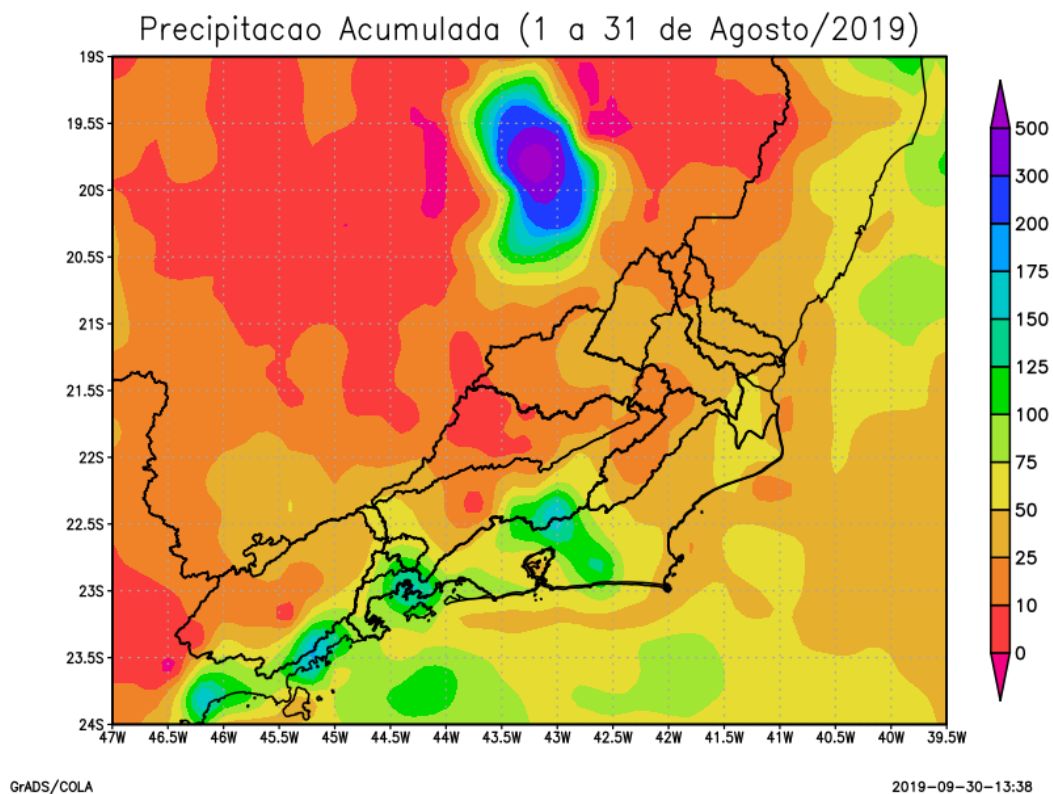 Precipitacao Acumulada (1 a 31 de Agosto/2019)
19S
19.5S
20S
20.5S
21S
21.5S
22S
22.5S
23S
23.5S
24S
47W 46.5W 46W 45.5W 45W 44.5W 44W 43.5W 43W 42.5W 42W 41.5W 41W 40.5W 40W 39.5W
500
300
200
175
150
125
100
75
50
25
10
0
GrADS/COLA 2019-09-30-13:38